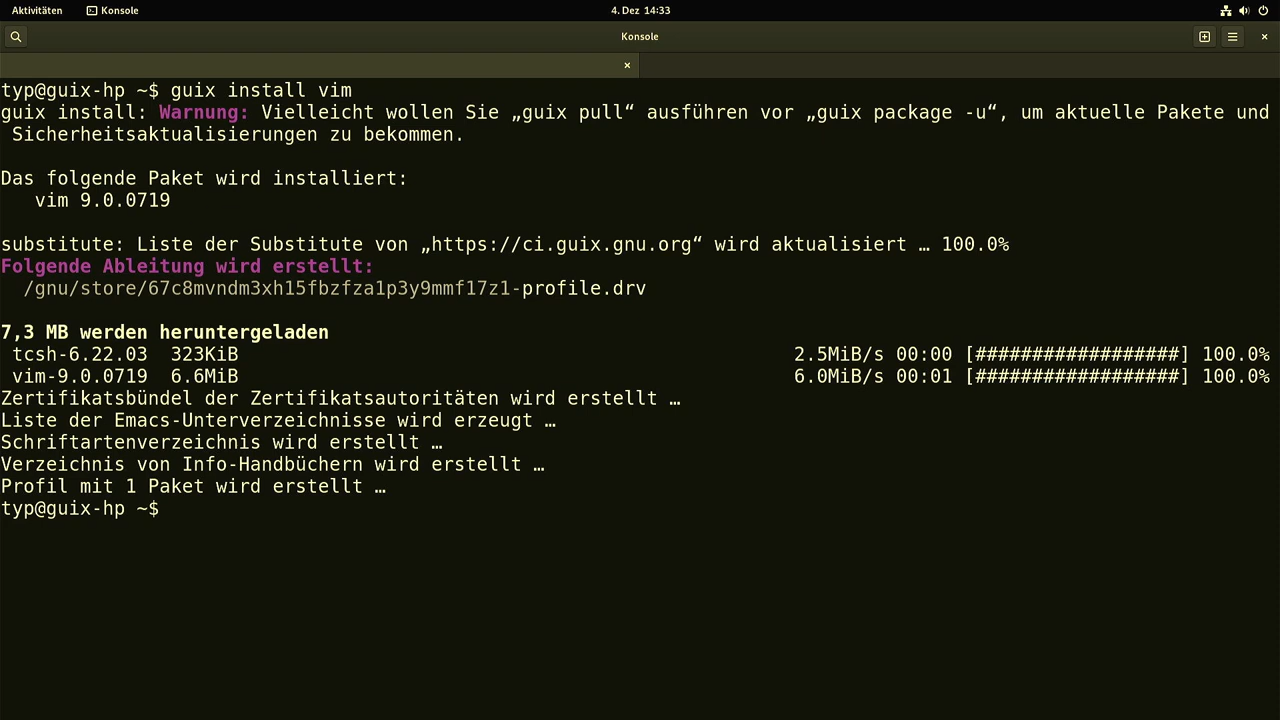 Aktivitäten Konsole 4. Dez 14:33
Konsole
typ@guix-hp ~$ guix install vim
guix install: Warnung: Vielleicht wollen Sie „guix pull“ ausführen vor „guix package -u“, um aktuelle Pakete und
Sicherheitsaktualisierungen zu bekommen.
Das folgende Paket wird installiert:
vim 9.0.0719
substitute: Liste der Substitute von „https://ci.guix.gnu.org“ wird aktualisiert … 100.0%
Folgende Ableitung wird erstellt:
/gnu/store/67c8mvndm3xh15fbzfza1p3y9mmf17z1-profile.drv
7,3 MB werden heruntergeladen
tcsh-6.22.03 323KiB 2.5MiB/s 00:00 [##################] 100.0%
vim-9.0.0719 6.6MiB 6.0MiB/s 00:01 [##################] 100.0%
Zertifikatsbündel der Zertifikatsautoritäten wird erstellt …
Liste der Emacs-Unterverzeichnisse wird erzeugt …
Schriftartenverzeichnis wird erstellt …
Verzeichnis von Info-Handbüchern wird erstellt …
Profil mit 1 Paket wird erstellt …
typ@guix-hp ~$